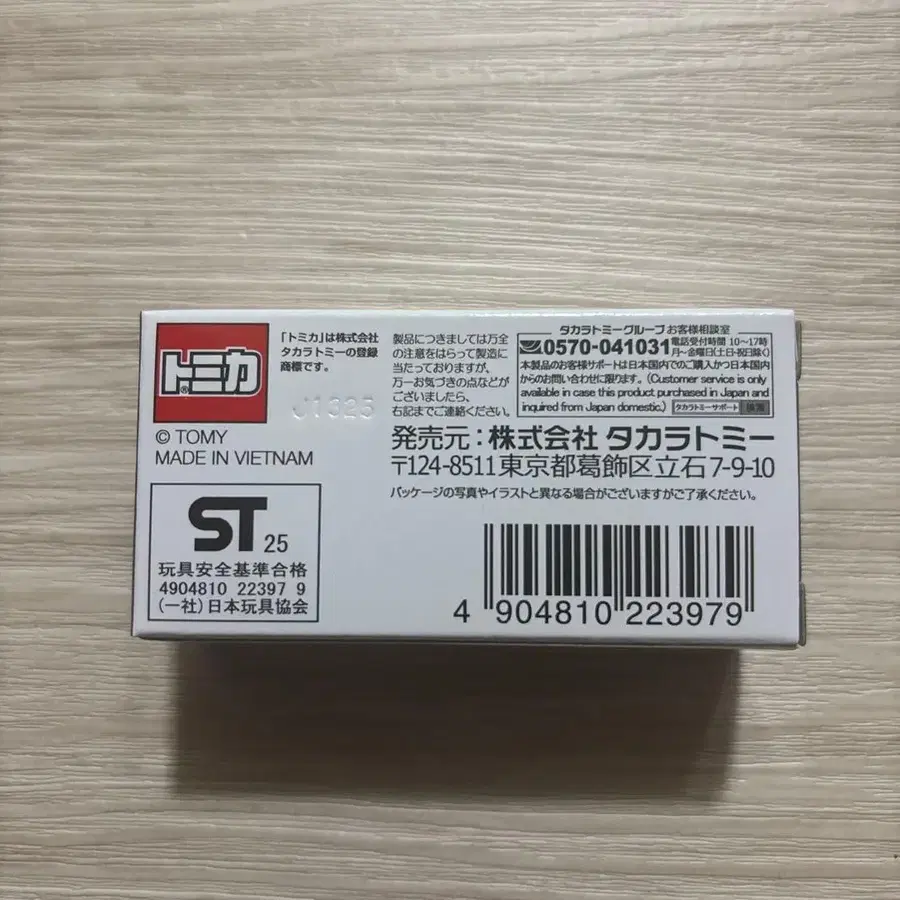 トミカ
®
© TOMY
MADE IN VIETNAM
「トミカ」は株式会社
タカラトミーの登録
商標です。
製品につきましては万全
の注意をはらって製造に
当たっておりますが、
万一お気づきの点などが
ございましたら、
右記までご連絡ください。
タカラトミーグループ お客様相談室
0570-041031
電話受付時間 10〜17時
月〜金曜日(土・日・祝日除く)
本製品のお客様サポートは日本国内でのご購入かつ日本国内
からのお問い合わせに限ります。(Customer service is only
available in case this product purchased in Japan and
inquired from Japan domestic.)
タカラトミーサポート 検索
発売元:株式会社 タカラトミー
〒124-8511 東京都葛飾区立石7-9-10
パッケージの写真やイラストと異なる場合がございますがご了承ください。
ST 25
玩具安全基準合格
4904810 22397 9
(一社)日本玩具協会
4 904810 223979